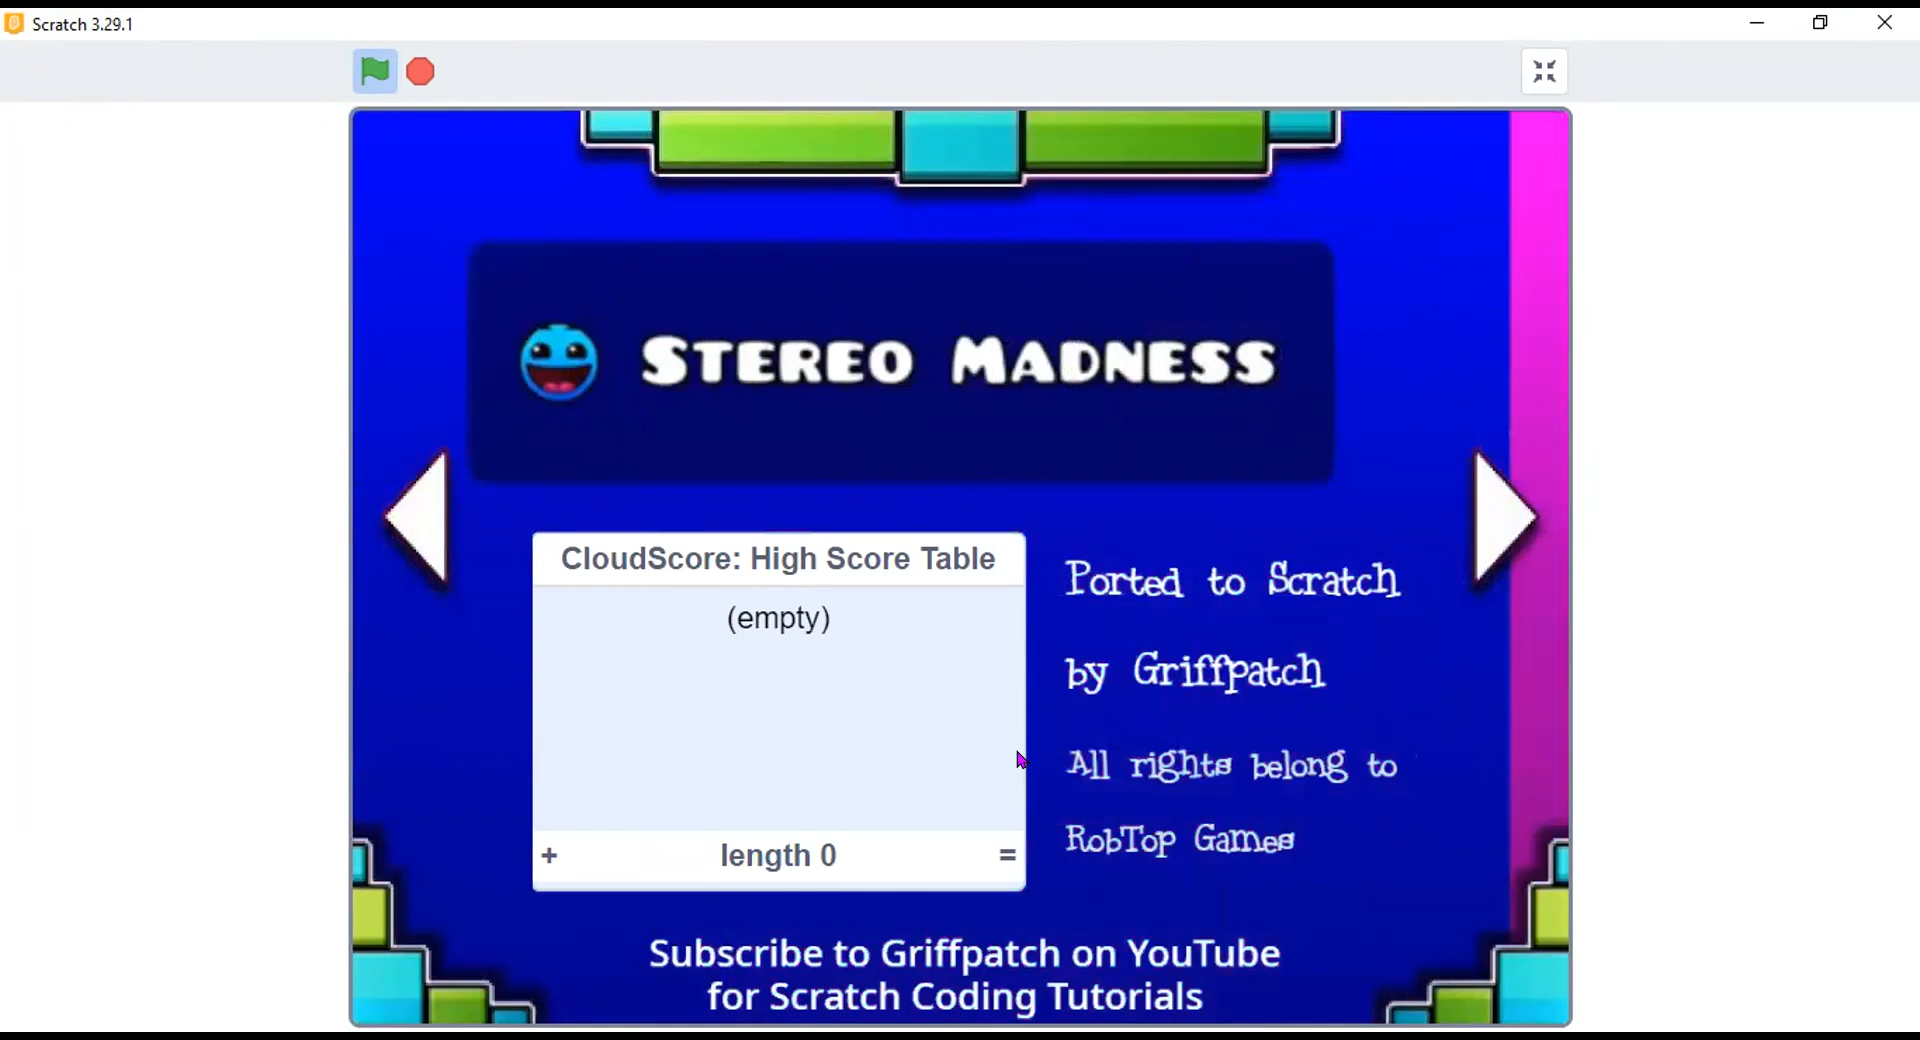 Scratch 3.29.1
STEREO MADNESS
CloudScore: High Score Table
(empty)
+ length 0 =
Ported to Scratch
by Griffpatch
All rights belong to
RobTop Games
Subscribe to Griffpatch on YouTube
for Scratch Coding Tutorials